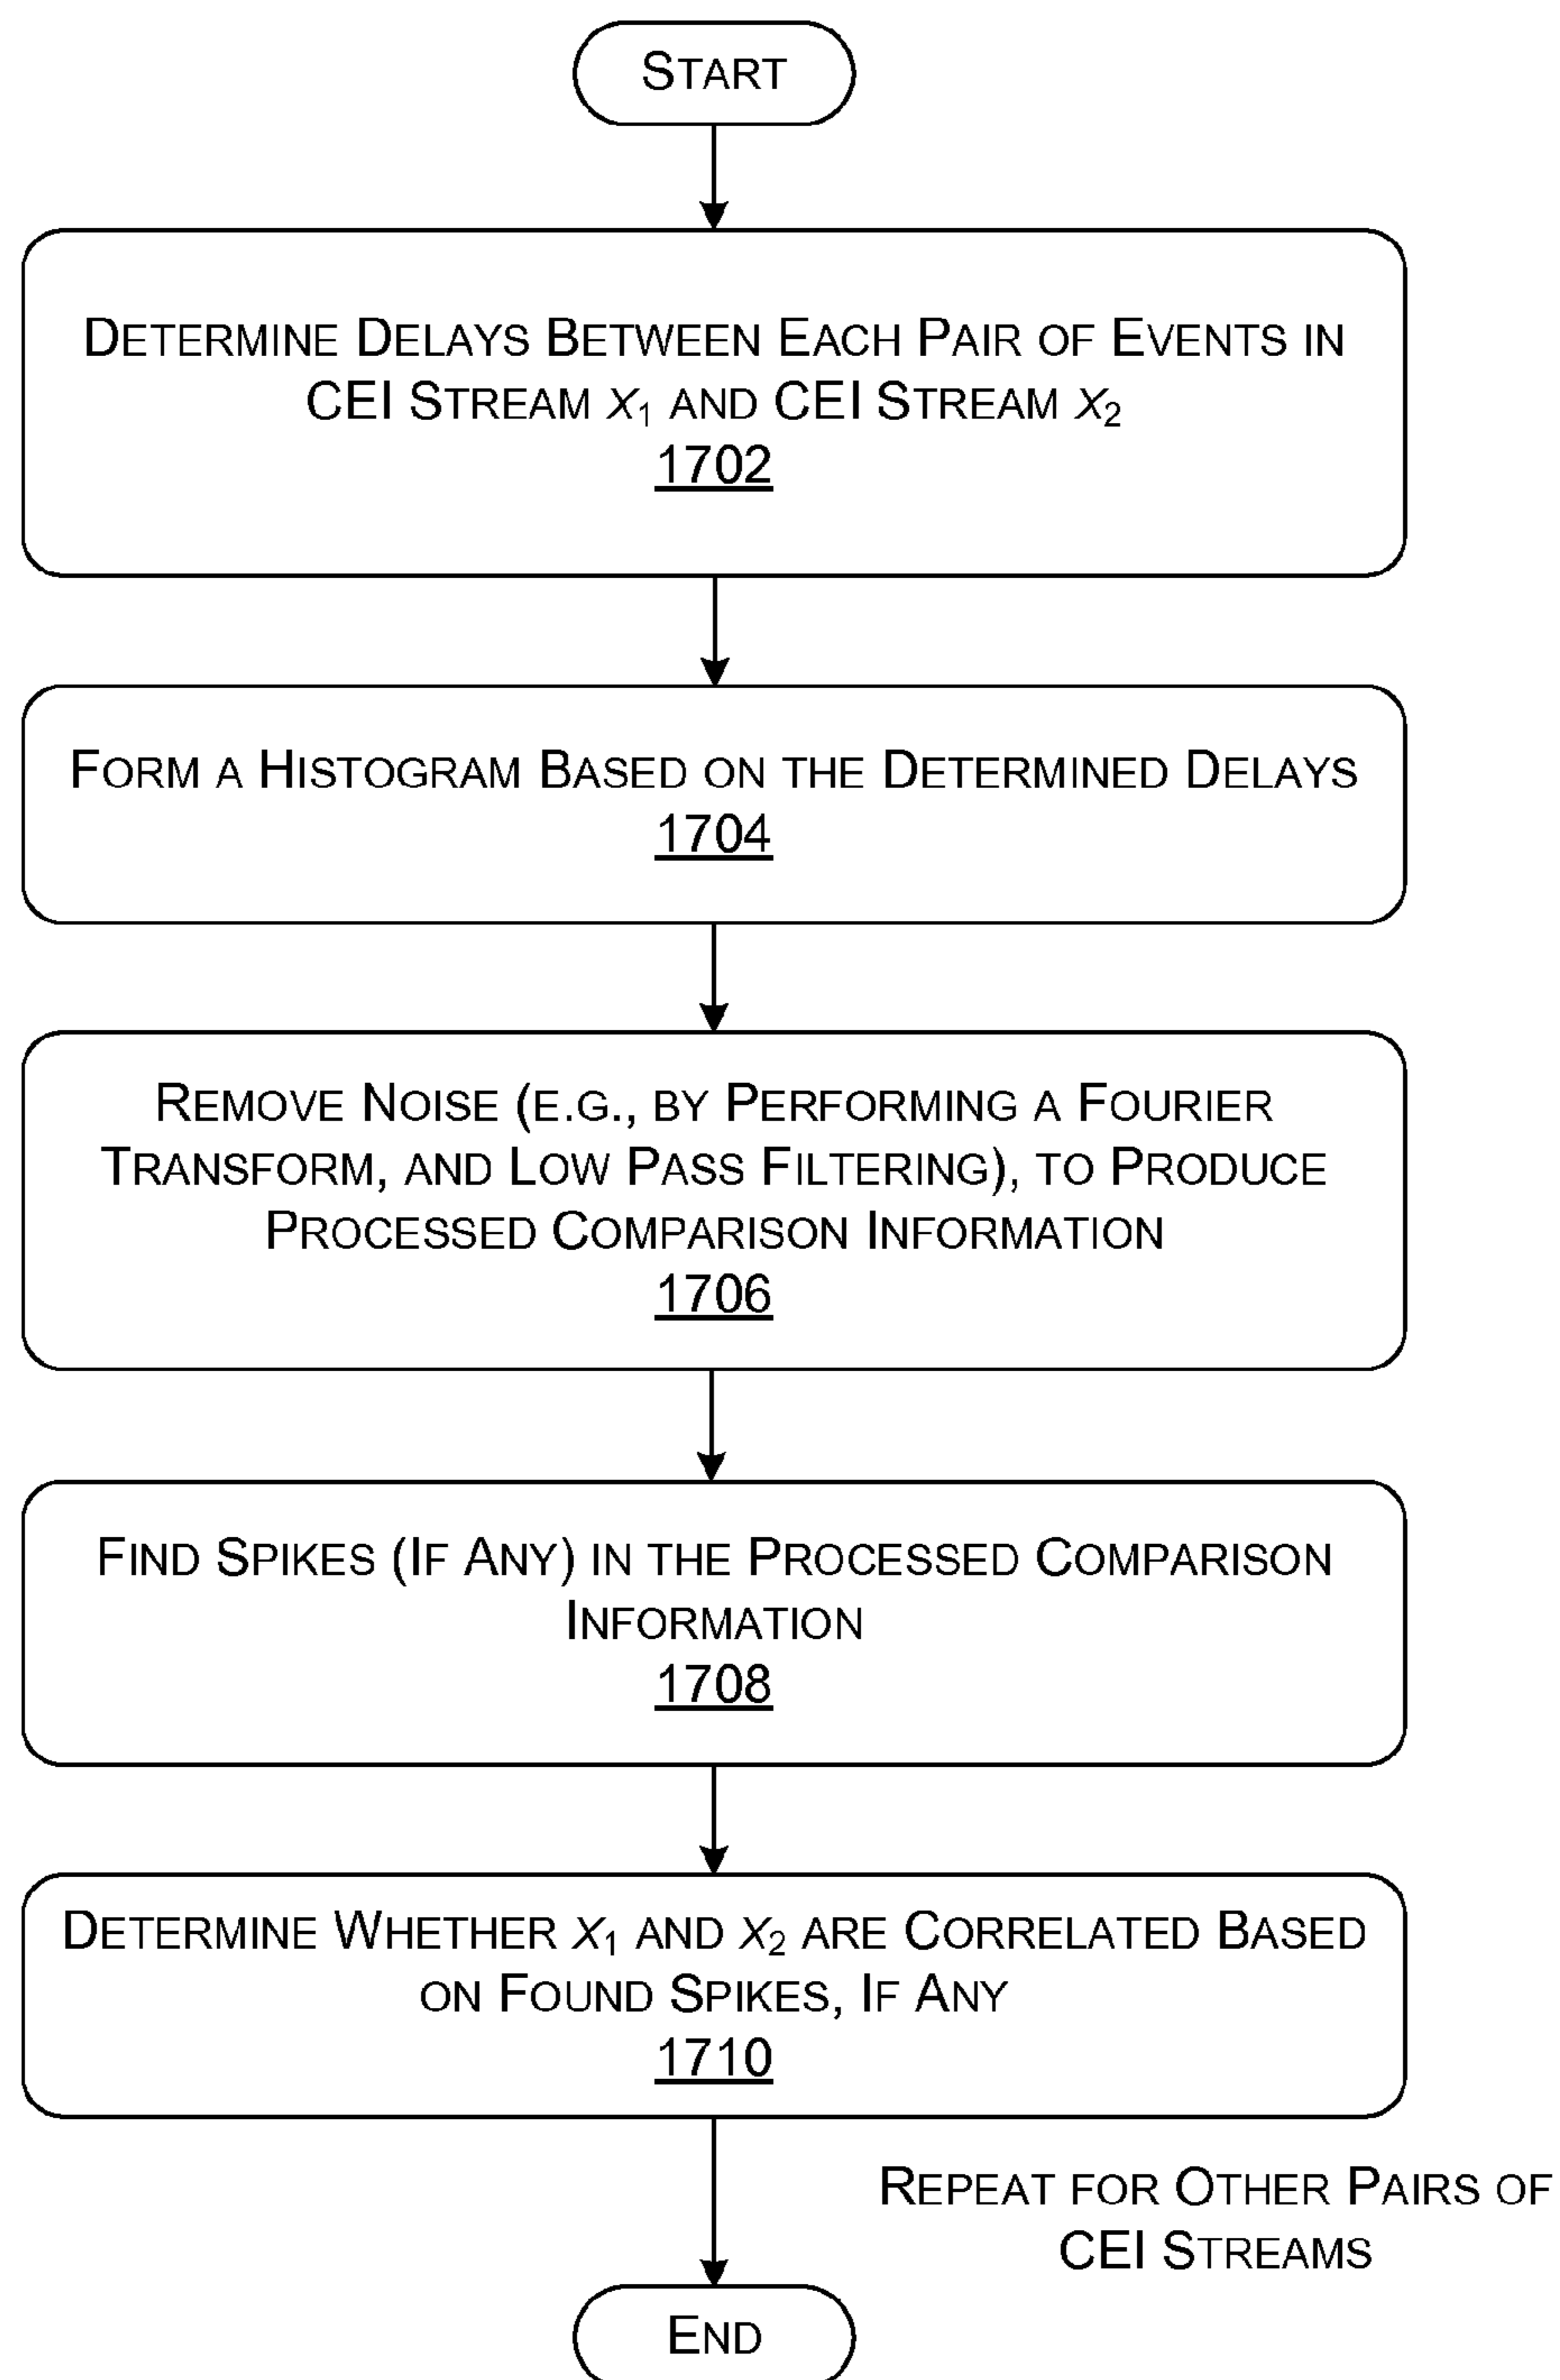 START
DETERMINE DELAYS BETWEEN EACH PAIR OF EVENTS IN
CEI STREAM x₁ AND CEI STREAM x₂
1702
FORM A HISTOGRAM BASED ON THE DETERMINED DELAYS
1704
REMOVE NOISE (E.G., BY PERFORMING A FOURIER
TRANSFORM, AND LOW PASS FILTERING), TO PRODUCE
PROCESSED COMPARISON INFORMATION
1706
FIND SPIKES (IF ANY) IN THE PROCESSED COMPARISON
INFORMATION
1708
DETERMINE WHETHER x₁ AND x₂ ARE CORRELATED BASED
ON FOUND SPIKES, IF ANY
1710
REPEAT FOR OTHER PAIRS OF
CEI STREAMS
END